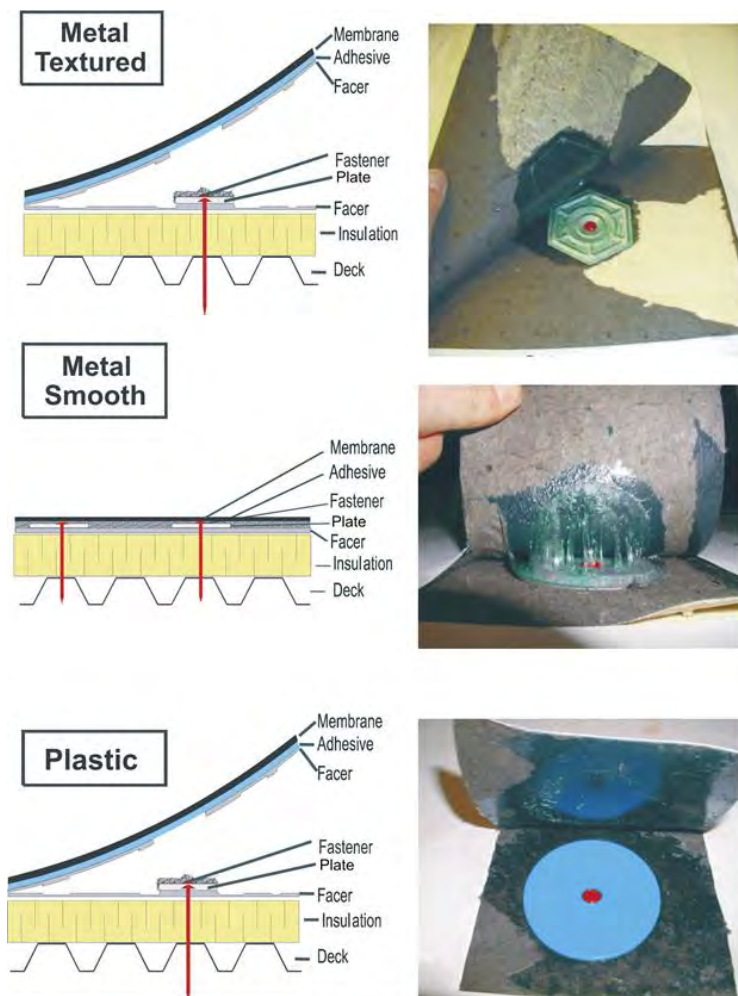 Metal
Textured
Membrane
Adhesive
Facer
Fastener
Plate
Facer
Insulation
Deck
Metal
Smooth
Membrane
Adhesive
Fastener
Plate
Facer
Insulation
Deck
Plastic
Membrane
Adhesive
Facer
Fastener
Plate
Facer
Insulation
Deck